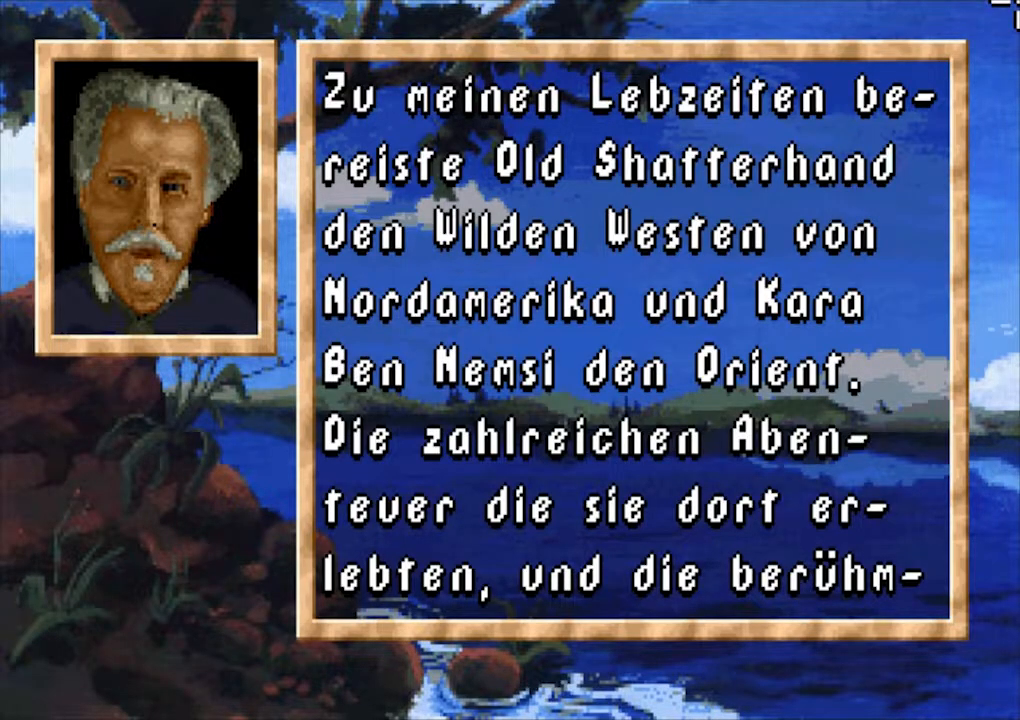 Zu meinen Lebzeiten be-
reiste Old Shatterhand
den Wilden Westen von
Nordamerika und Kara
Ben Nemsi den Orient.
Die zahlreichen Aben-
teuer die sie dort er-
lebten, und die berühm-